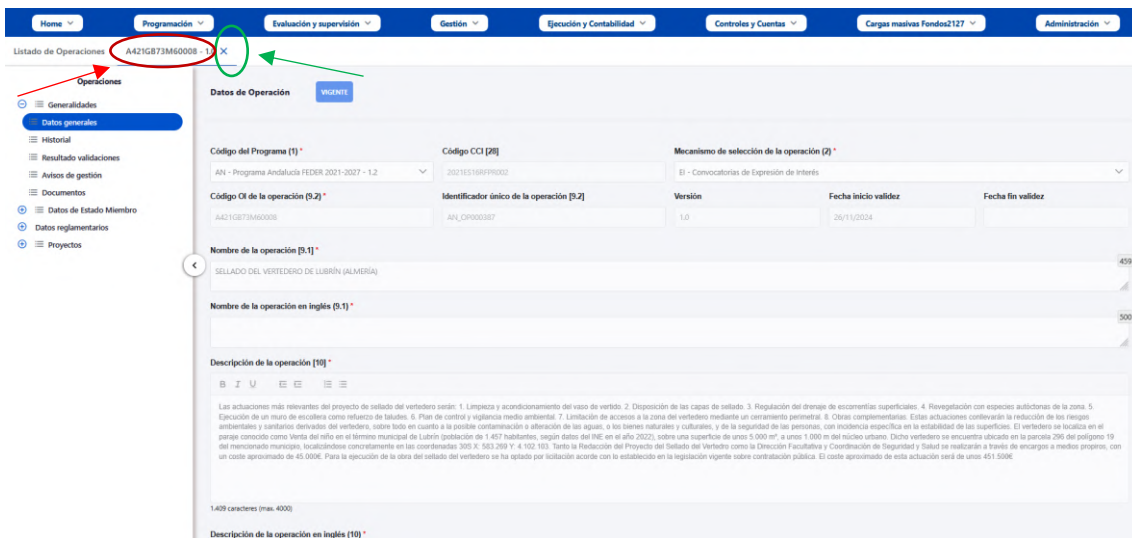 Home Programación Evaluación y supervisión Gestión Ejecución y Contabilidad Controles y Cuentas Cargas masivas Fondos2127 Administración
Listado de Operaciones A421GB73M60008 - 1.0 X
Operaciones
Generalidades
Datos generales
Historial
Resultado validaciones
Avisos de gestión
Documentos
Datos de Estado Miembro
Datos reglamentarios
Proyectos
Datos de Operación VIGENTE
Código del Programa (1) * Código CCI [28] Mecanismo de selección de la operación (2) *
AN - Programa Andalucía FEDER 2021-2027 - 1.2 2021ES16RFPR002 EI - Convocatorias de Expresión de Interés
Código OI de la operación (9.2) * Identificador único de la operación [9.2] Versión Fecha inicio validez Fecha fin validez
A421GB73M60008 AN_OP000387 1.0 26/11/2024
Nombre de la operación [9.1] *
459
SELLADO DEL VERTEDERO DE LUBRÍN (ALMERÍA)
Nombre de la operación en inglés (9.1) *
500
Descripción de la operación [10] *
B I U
Las actuaciones más relevantes del proyecto de sellado del vertedero serán: 1. Limpieza y acondicionamiento del vaso de vertido. 2. Disposición de las capas de sellado. 3. Regulación del drenaje de escorrentías superficiales. 4. Revegetación con especies autóctonas de la zona. 5.
Ejecución de un muro de escollera como refuerzo de taludes. 6. Plan de control y vigilancia medio ambiental. 7. Limitación de accesos a la zona del vertedero mediante un cerramiento perimetral. 8. Obras complementarias. Estas actuaciones conllevarán la reducción de los riesgos
ambientales y sanitarios derivados del vertedero, sobre todo en cuanto a la posible contaminación o alteración de las aguas, o los bienes naturales y culturales, y de la seguridad de las personas, con incidencia específica en la estabilidad de las superficies. El vertedero se localiza en el
paraje conocido como Venta del niño en el término municipal de Lubrín (población de 1.457 habitantes, según datos del INE en el año 2022), sobre una superficie de unos 5.000 m², a unos 1.000 m del núcleo urbano. Dicho vertedero se encuentra ubicado en la parcela 296 del polígono 19
del mencionado municipio, localizándose concretamente en las coordenadas 30S X: 583.269 Y: 4.102.103. Tanto la Redacción del Proyecto del Sellado del Vertedro como la Dirección Facultativa y Coordinación de Seguridad y Salud se realizarán a través de encargos a medios propiros, con
un coste aproximado de 45.000€. Para la ejecución de la obra del sellado del vertedero se ha optado por licitación acorde con lo establecido en la legislación vigente sobre contratación pública. El coste aproximado de esta actuación será de unos 451.509€
1.409 caracteres (max. 4000)
Descripción de la operación en inglés (10) *